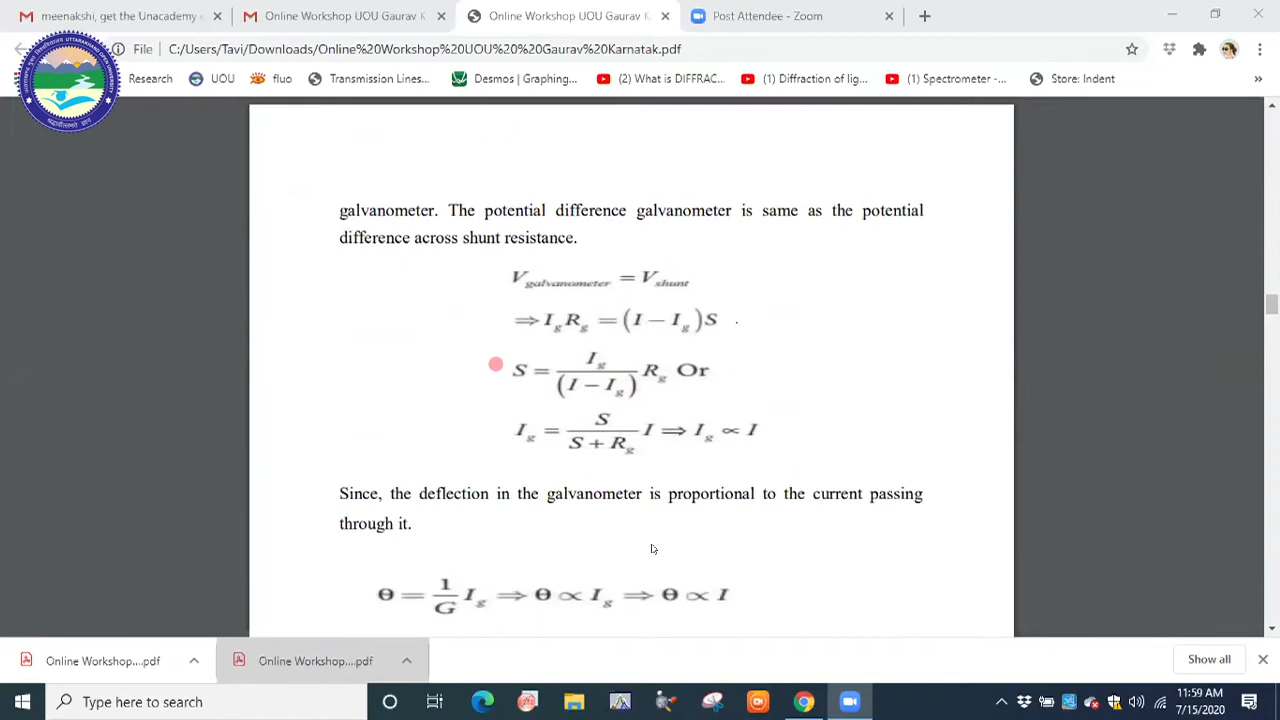 meenakshi, get the Unacademy e
Online Workshop UOU Gaurav K
Online Workshop UOU Gaurav K
Post Attendee - Zoom
File
C:/Users/Tavi/Downloads/Online%20Workshop%20UOU%20%20Gaurav%20Karnatak.pdf
Research
UOU
fluo
Transmission Lines...
Desmos | Graphing...
(2) What is DIFFRAC...
(1) Diffraction of lig...
(1) Spectrometer -...
Store: Indent
»
galvanometer. The potential difference galvanometer is same as the potential
difference across shunt resistance.
V_galvanometer = V_shunt
⇒ I_g R_g = (I − I_g) S .
S = I_g / (I − I_g) R_g Or
I_g = S / (S + R_g) I ⇒ I_g ∝ I
Since, the deflection in the galvanometer is proportional to the current passing
through it.
θ = 1/G I_g ⇒ θ ∝ I_g ⇒ θ ∝ I
Online Workshop....pdf
Online Workshop....pdf
Show all
Type here to search
11:59 AM
7/15/2020